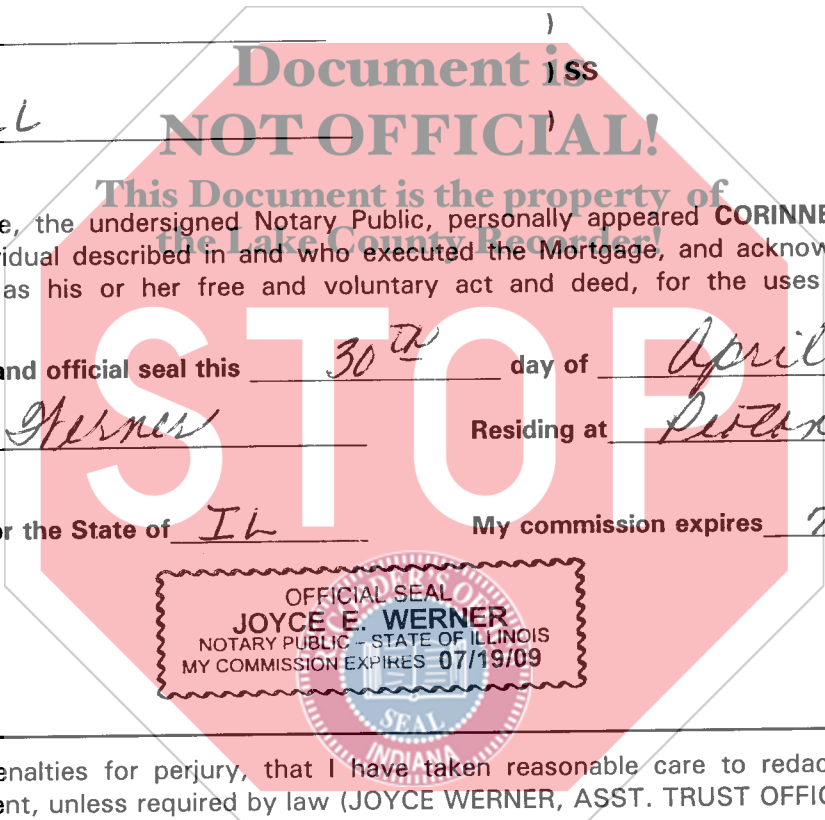 )
Document is
) SS
NOT OFFICIAL!
)
This Document is the property of
e, the undersigned Notary Public, personally appeared CORINNE
the Lake County Recorder!
vidual described in and who executed the Mortgage, and acknow
as his or her free and voluntary act and deed, for the uses
and official seal this 30TH day of April
Werner Residing at
or the State of IL My commission expires 7
STOP
OFFICIAL SEAL
JOYCE E. WERNER
NOTARY PUBLIC - STATE OF ILLINOIS
MY COMMISSION EXPIRES 07/19/09
RECORDER'S OF
SEAL
INDIANA
enalties for perjury, that I have taken reasonable care to redac
ent, unless required by law (JOYCE WERNER, ASST. TRUST OFFIC